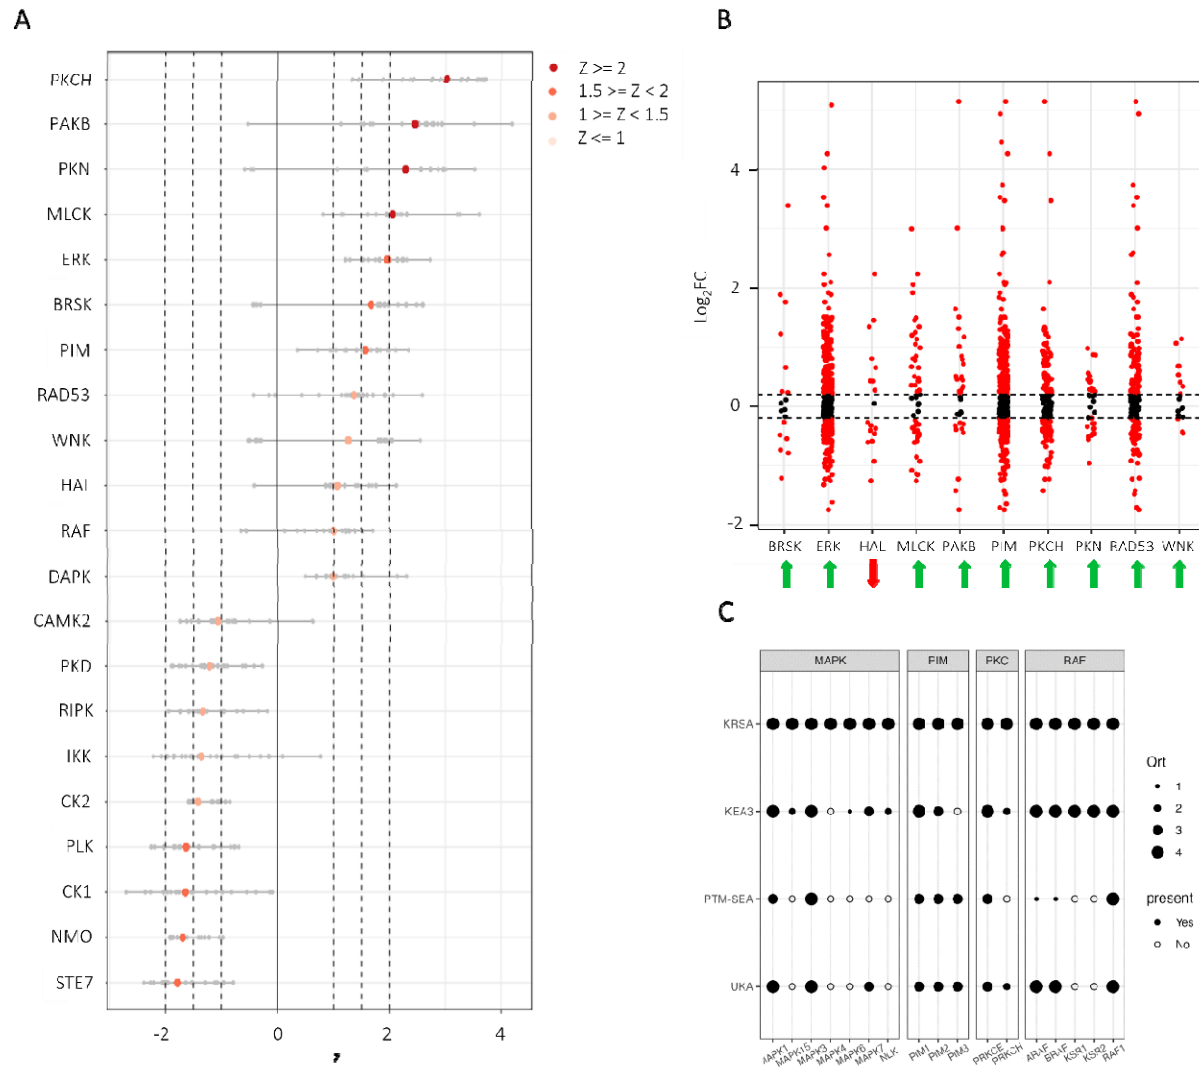 A
PKCH
PAKB
PKN
MLCK
ERK
BRSK
PIM
RAD53
WNK
HAL
RAF
DAPK
CAMK2
PKD
RIPK
IKK
CK2
PLK
CK1
NMO
STE7
-2 0 2 4
Z >= 2
1.5 >= Z < 2
1 >= Z < 1.5
Z <= 1
B
Log2FC
4
2
0
-2
BRSK ERK HAL MLCK PAKB PIM PKCH PKN RAD53 WNK
C
MAPK PIM PKC RAF
KRSA
KEA3
PTM-SEA
UKA
MAPK1 MAPK15 MAPK3 MAPK4 MAPK6 MAPK7 NLK PIM1 PIM2 PIM3 PRKCE PRKCH ARAF BRAF KSR1 KSR2 RAF1
Qrt
1
2
3
4
present
Yes
No